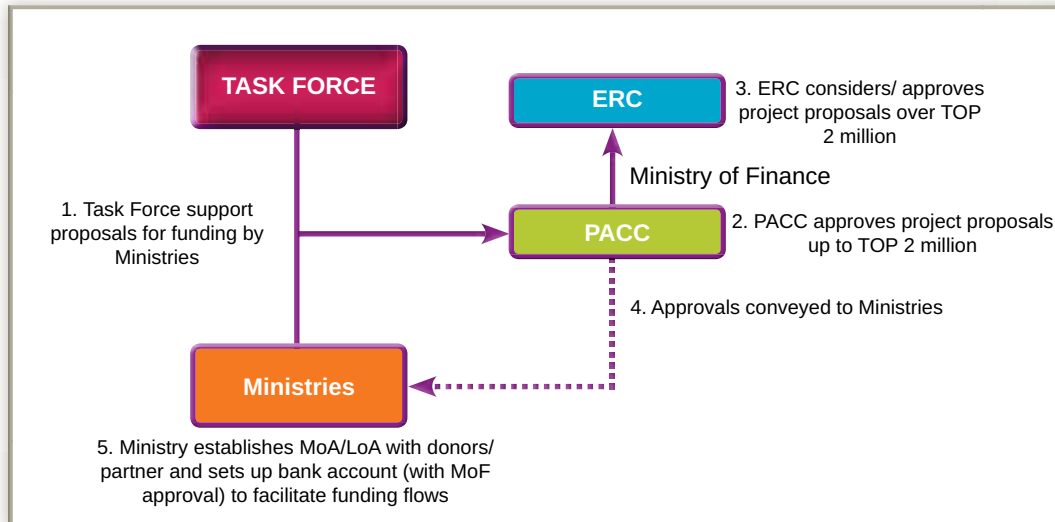 TASK FORCE
ERC
3. ERC considers/ approves
project proposals over TOP
2 million
Ministry of Finance
1. Task Force support
proposals for funding by
Ministries
PACC
2. PACC approves project proposals
up to TOP 2 million
4. Approvals conveyed to Ministries
Ministries
5. Ministry establishes MoA/LoA with donors/
partner and sets up bank account (with MoF
approval) to facilitate funding flows